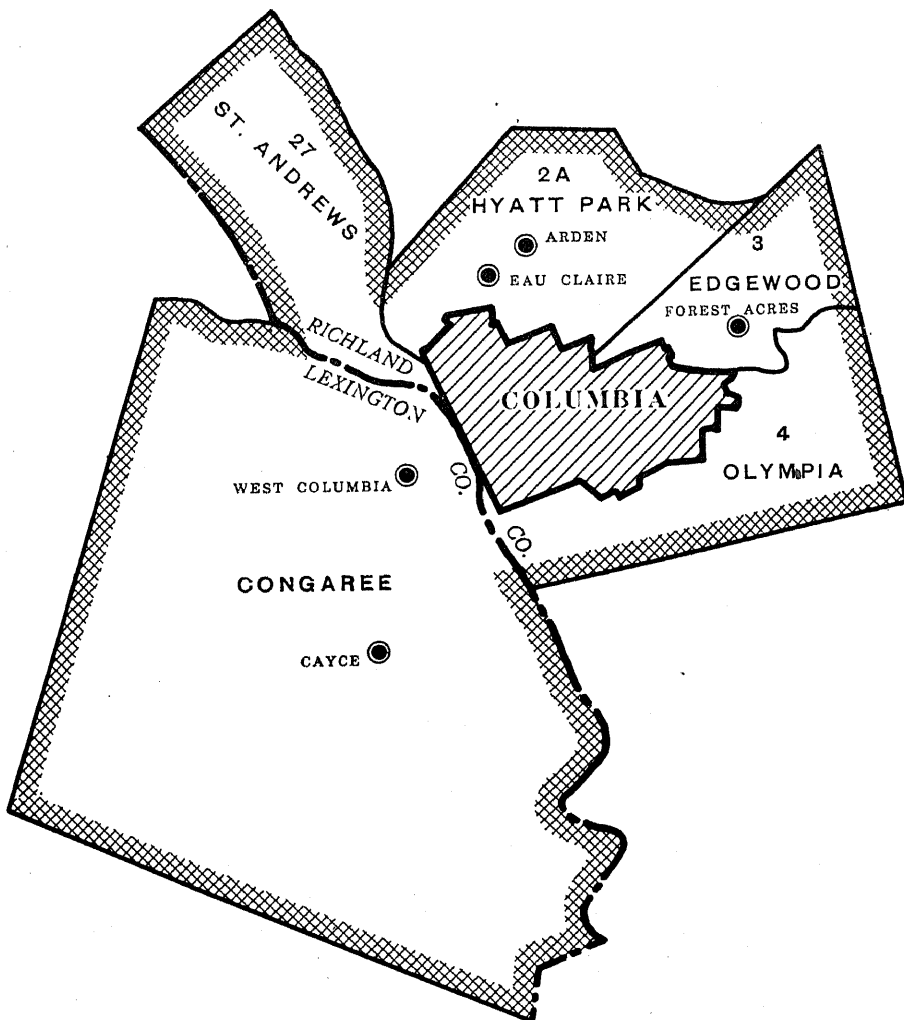 27
ST. ANDREWS
2A
HYATT PARK
ARDEN
EAU CLAIRE
3
EDGEWOOD
FOREST ACRES
RICHLAND CO.
LEXINGTON CO.
COLUMBIA
4
OLYMPIA
WEST COLUMBIA
CONGAREE
CAYCE